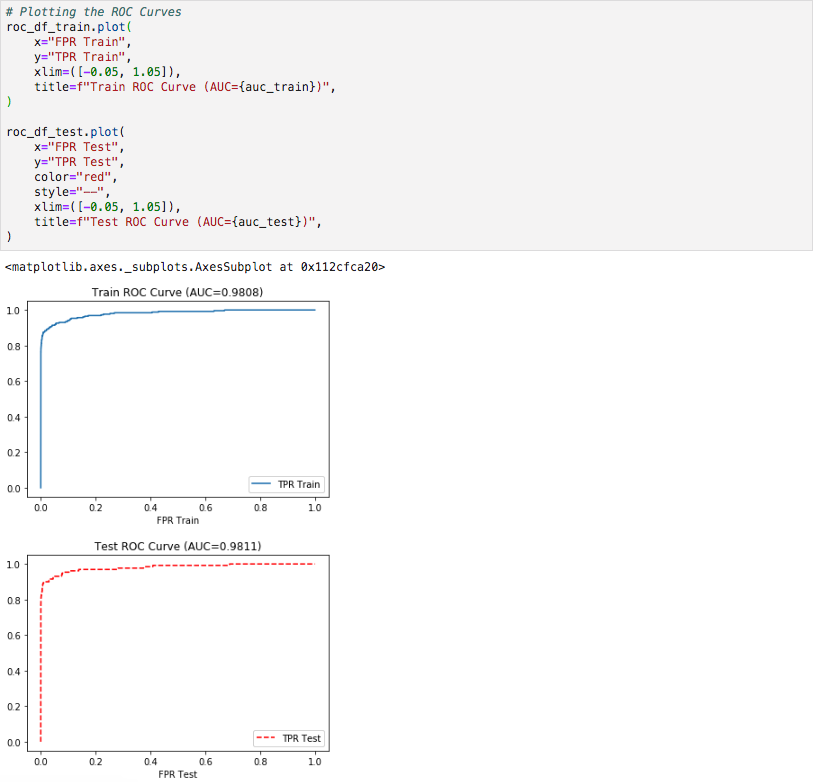 # Plotting the ROC Curves
roc_df_train.plot(
    x="FPR Train",
    y="TPR Train",
    xlim=([-0.05, 1.05]),
    title=f"Train ROC Curve (AUC={auc_train})",
)

roc_df_test.plot(
    x="FPR Test",
    y="TPR Test",
    color="red",
    style="--",
    xlim=([-0.05, 1.05]),
    title=f"Test ROC Curve (AUC={auc_test})",
)
<matplotlib.axes._subplots.AxesSubplot at 0x112cfca20>
Train ROC Curve (AUC=0.9808)
1.0
0.8
0.6
0.4
0.2
0.0
TPR Train
0.0 0.2 0.4 0.6 0.8 1.0
FPR Train
Test ROC Curve (AUC=0.9811)
1.0
0.8
0.6
0.4
0.2
0.0
TPR Test
0.0 0.2 0.4 0.6 0.8 1.0
FPR Test